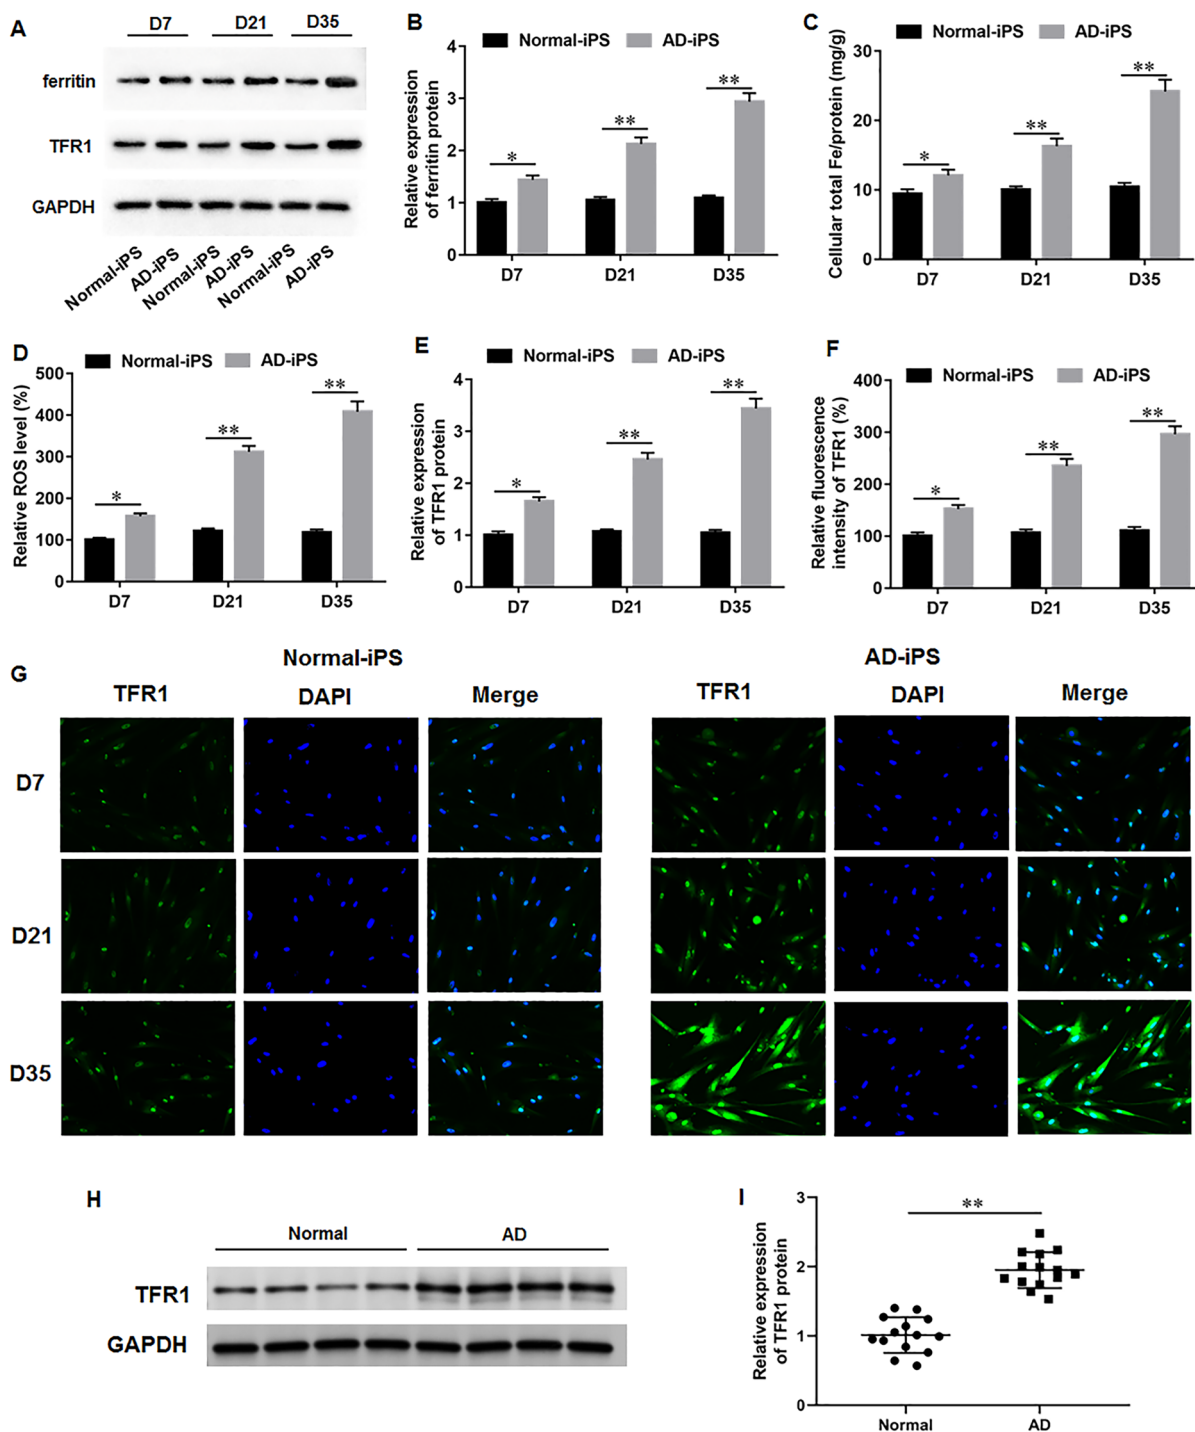 A
D7 D21 D35
ferritin
TFR1
GAPDH
Normal-iPS AD-iPS Normal-iPS AD-iPS Normal-iPS AD-iPS
B
Normal-iPS AD-iPS
Relative expression
of ferritin protein
4
3
2
1
0
* ** **
D7 D21 D35
C
Normal-iPS AD-iPS
Cellular total Fe/protein (mg/g)
30
20
10
0
* ** **
D7 D21 D35
D
Normal-iPS AD-iPS
Relative ROS level (%)
500
400
300
200
100
0
* ** **
D7 D21 D35
E
Normal-iPS AD-iPS
Relative expression
of TFR1 protein
4
3
2
1
0
* ** **
D7 D21 D35
F
Normal-iPS AD-iPS
Relative fluorescence
intensity of TFR1 (%)
400
300
200
100
0
* ** **
D7 D21 D35
G
Normal-iPS AD-iPS
TFR1 DAPI Merge TFR1 DAPI Merge
D7
D21
D35
H
Normal AD
TFR1
GAPDH
I
Relative expression
of TFR1 protein
3
2
1
0
**
Normal AD